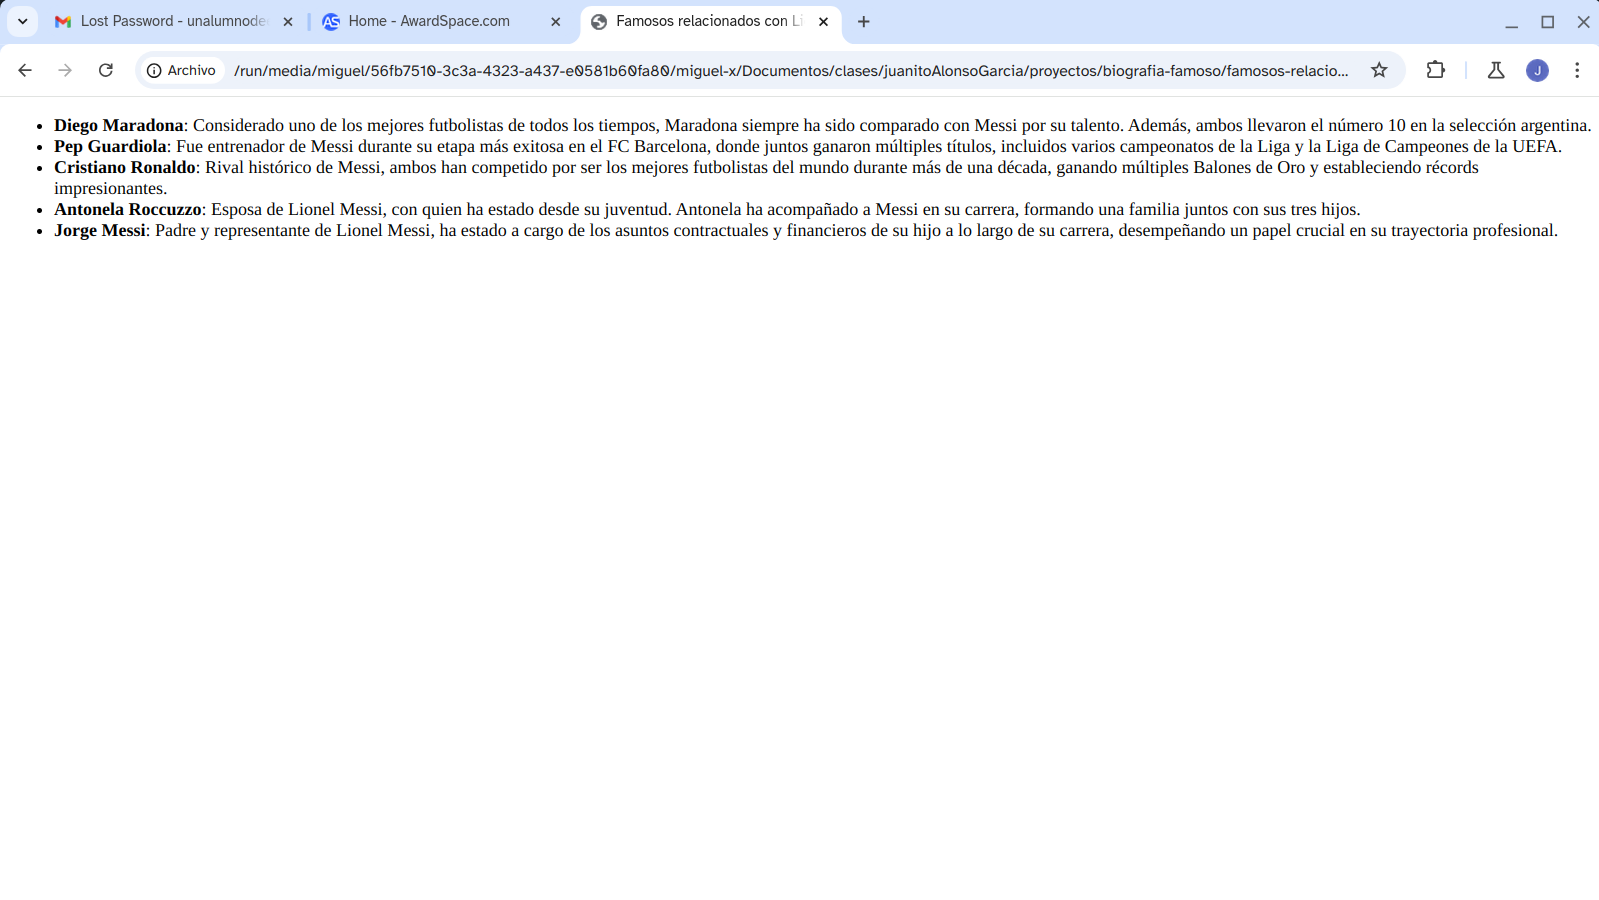 Lost Password - unalumnode
Home - AwardSpace.com
Famosos relacionados con Li
Archivo
/run/media/miguel/56fb7510-3c3a-4323-a437-e0581b60fa80/miguel-x/Documentos/clases/juanitoAlonsoGarcia/proyectos/biografia-famoso/famosos-relacio...
J
• Diego Maradona: Considerado uno de los mejores futbolistas de todos los tiempos, Maradona siempre ha sido comparado con Messi por su talento. Además, ambos llevaron el número 10 en la selección argentina.
• Pep Guardiola: Fue entrenador de Messi durante su etapa más exitosa en el FC Barcelona, donde juntos ganaron múltiples títulos, incluidos varios campeonatos de la Liga y la Liga de Campeones de la UEFA.
• Cristiano Ronaldo: Rival histórico de Messi, ambos han competido por ser los mejores futbolistas del mundo durante más de una década, ganando múltiples Balones de Oro y estableciendo récords
impresionantes.
• Antonela Roccuzzo: Esposa de Lionel Messi, con quien ha estado desde su juventud. Antonela ha acompañado a Messi en su carrera, formando una familia juntos con sus tres hijos.
• Jorge Messi: Padre y representante de Lionel Messi, ha estado a cargo de los asuntos contractuales y financieros de su hijo a lo largo de su carrera, desempeñando un papel crucial en su trayectoria profesional.